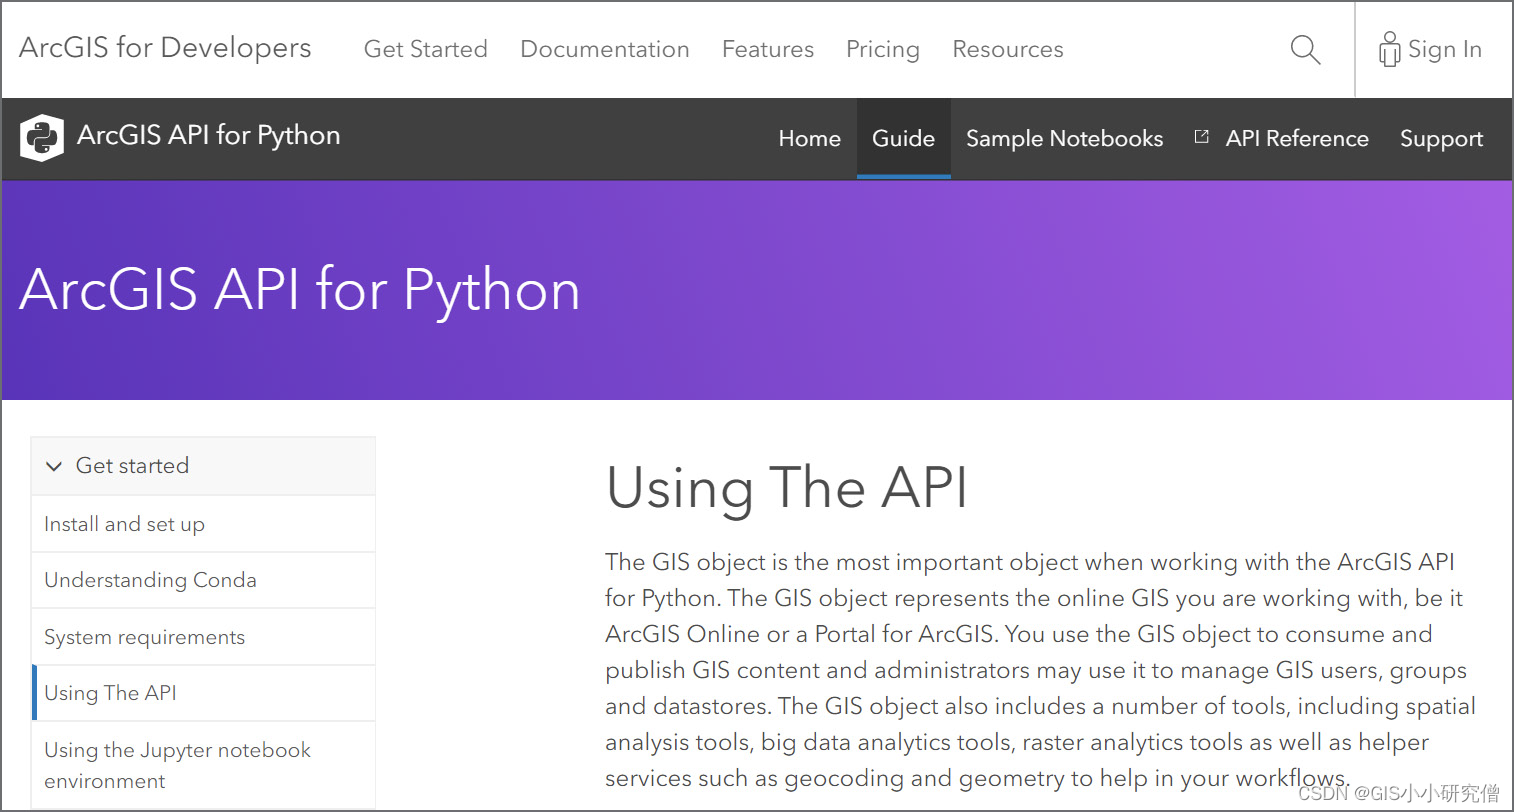 ArcGIS for Developers Get Started Documentation Features Pricing Resources Sign In
ArcGIS API for Python Home Guide Sample Notebooks API Reference Support
ArcGIS API for Python
Get started
Install and set up
Understanding Conda
System requirements
Using The API
Using the Jupyter notebook
environment
Using The API
The GIS object is the most important object when working with the ArcGIS API
for Python. The GIS object represents the online GIS you are working with, be it
ArcGIS Online or a Portal for ArcGIS. You use the GIS object to consume and
publish GIS content and administrators may use it to manage GIS users, groups
and datastores. The GIS object also includes a number of tools, including spatial
analysis tools, big data analytics tools, raster analytics tools as well as helper
services such as geocoding and geometry to help in your workflows.
CSDN @GIS小小研究僧